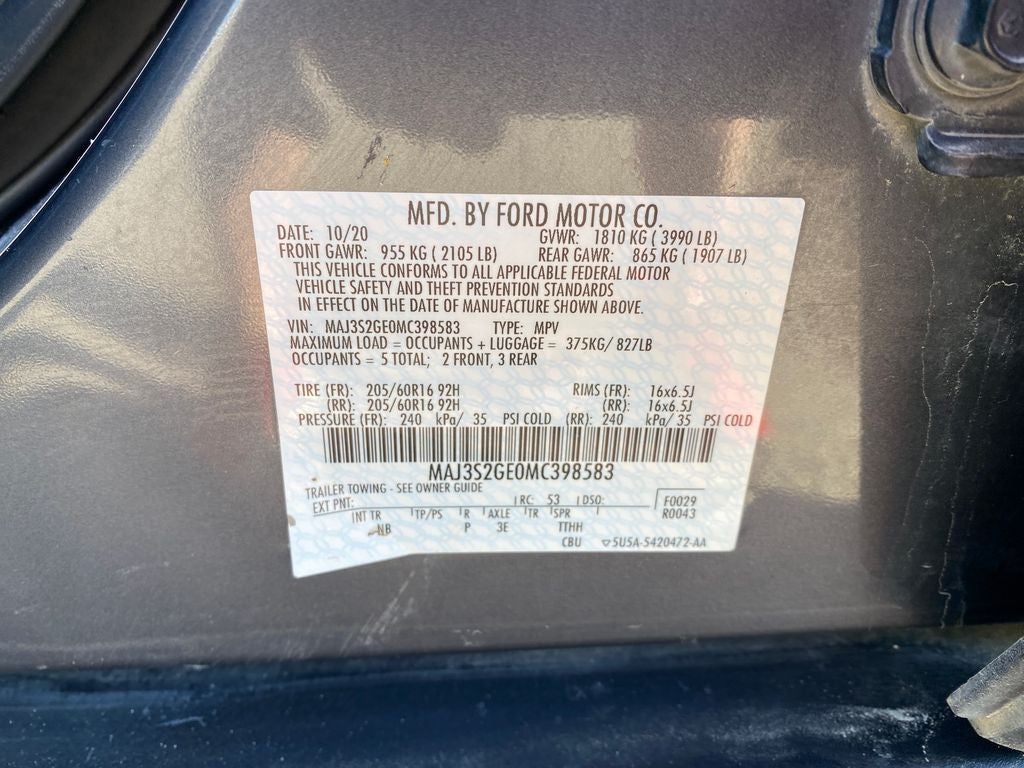 MFD. BY FORD MOTOR CO.
DATE: 10/20 GVWR: 1810 KG ( 3990 LB)
FRONT GAWR: 955 KG ( 2105 LB) REAR GAWR: 865 KG ( 1907 LB)
THIS VEHICLE CONFORMS TO ALL APPLICABLE FEDERAL MOTOR
VEHICLE SAFETY AND THEFT PREVENTION STANDARDS
IN EFFECT ON THE DATE OF MANUFACTURE SHOWN ABOVE.
VIN: MAJ3S2GE0MC398583 TYPE: MPV
MAXIMUM LOAD = OCCUPANTS + LUGGAGE = 375KG/ 827LB
OCCUPANTS = 5 TOTAL; 2 FRONT, 3 REAR
TIRE (FR): 205/60R16 92H RIMS (FR): 16x6.5J
(RR): 205/60R16 92H (RR): 16x6.5J
PRESSURE (FR): 240 kPa/ 35 PSI COLD (RR): 240 kPa/ 35 PSI COLD
MAJ3S2GE0MC398583
TRAILER TOWING - SEE OWNER GUIDE
EXT PNT: RC: 53 DSO: F0029
INT TR TP/PS R AXLE TR SPR R0043
NB P 3E TTHH
CBU 5U5A-5420472-AA